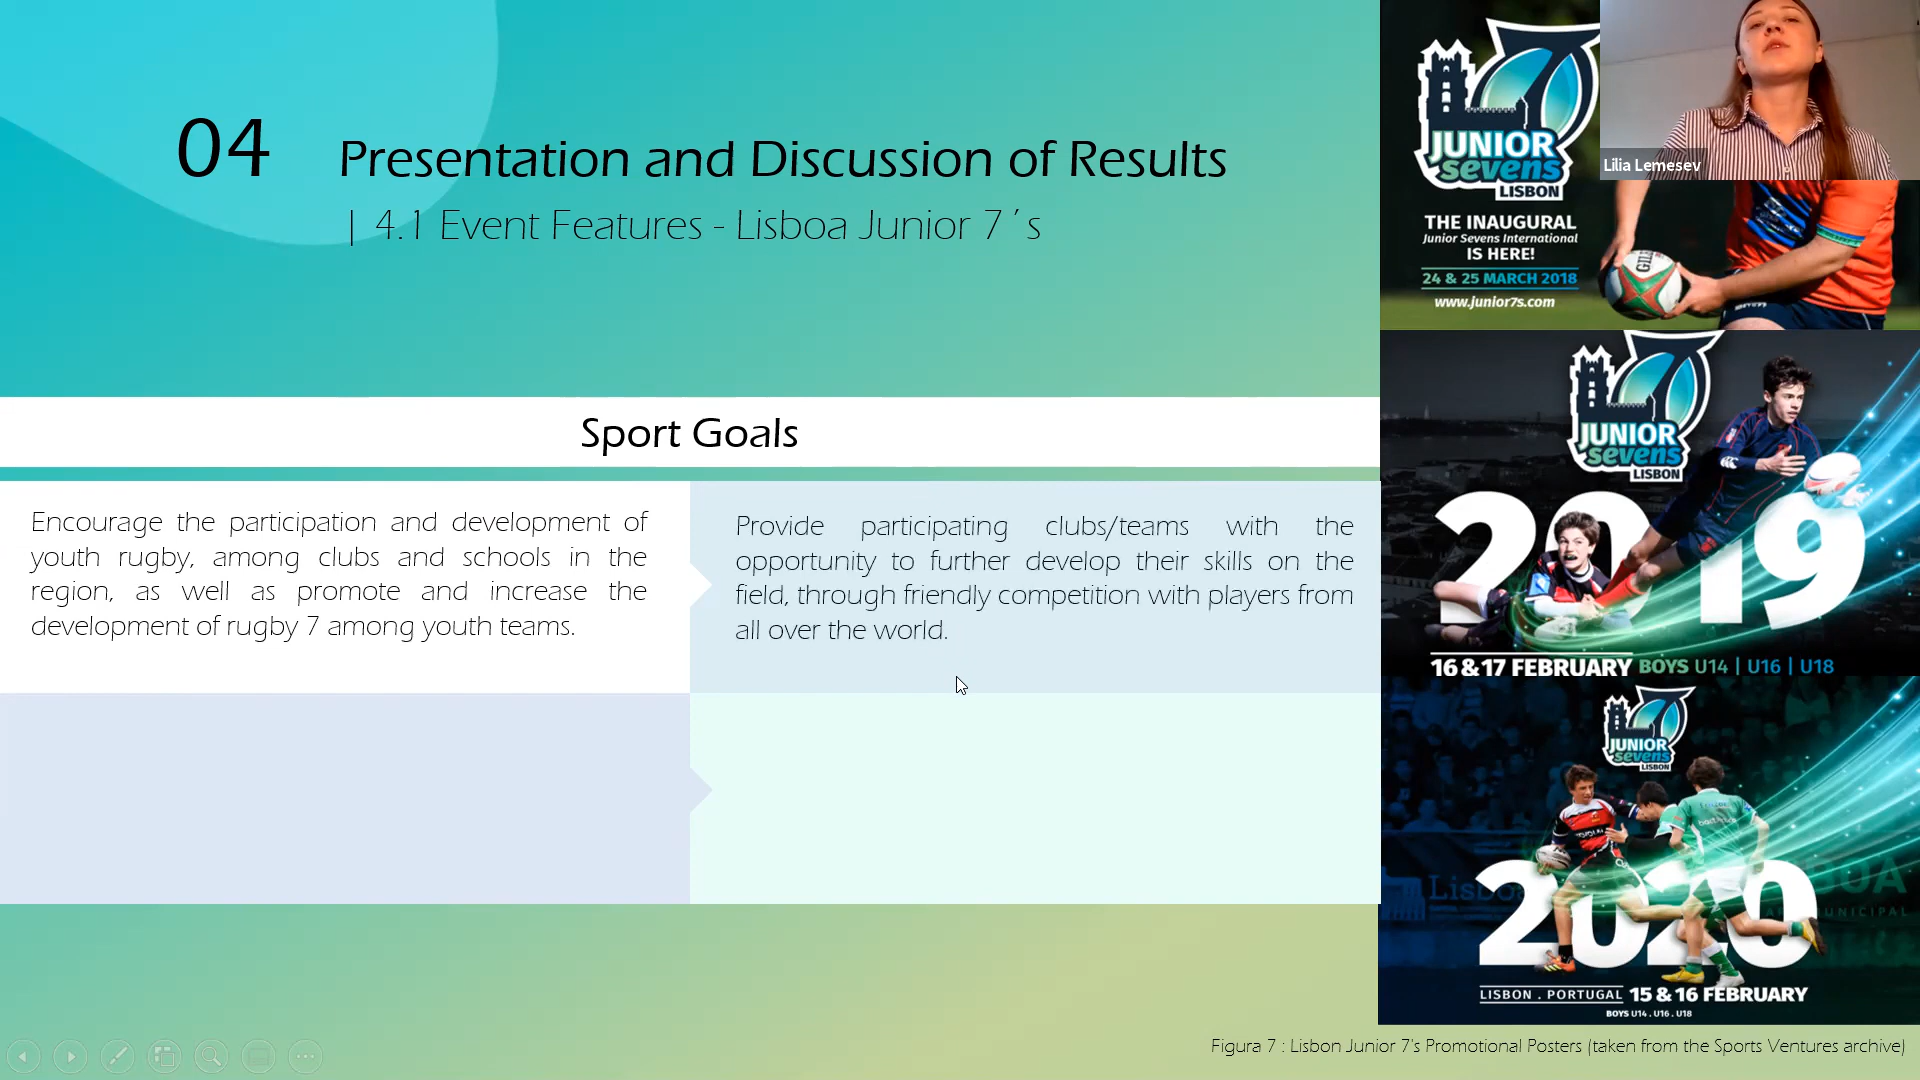 04
Presentation and Discussion of Results
| 4.1 Event Features - Lisboa Junior 7´s
Sport Goals
Encourage the participation and development of
youth rugby, among clubs and schools in the
region, as well as promote and increase the
development of rugby 7 among youth teams.
Provide participating clubs/teams with the
opportunity to further develop their skills on the
field, through friendly competition with players from
all over the world.
7
JUNIOR
sevens
LISBON
THE INAUGURAL
Junior Sevens International
IS HERE!
24 & 25 MARCH 2018
www.junior7s.com
Lilia Lemesev
7
JUNIOR
sevens
LISBON
2019
16 & 17 FEBRUARY BOYS U14 | U16 | U18
7
JUNIOR
sevens
LISBON
2020
LISBON . PORTUGAL 15 & 16 FEBRUARY
BOYS U14 . U16 . U18
Figura 7 : Lisbon Junior 7's Promotional Posters (taken from the Sports Ventures archive)